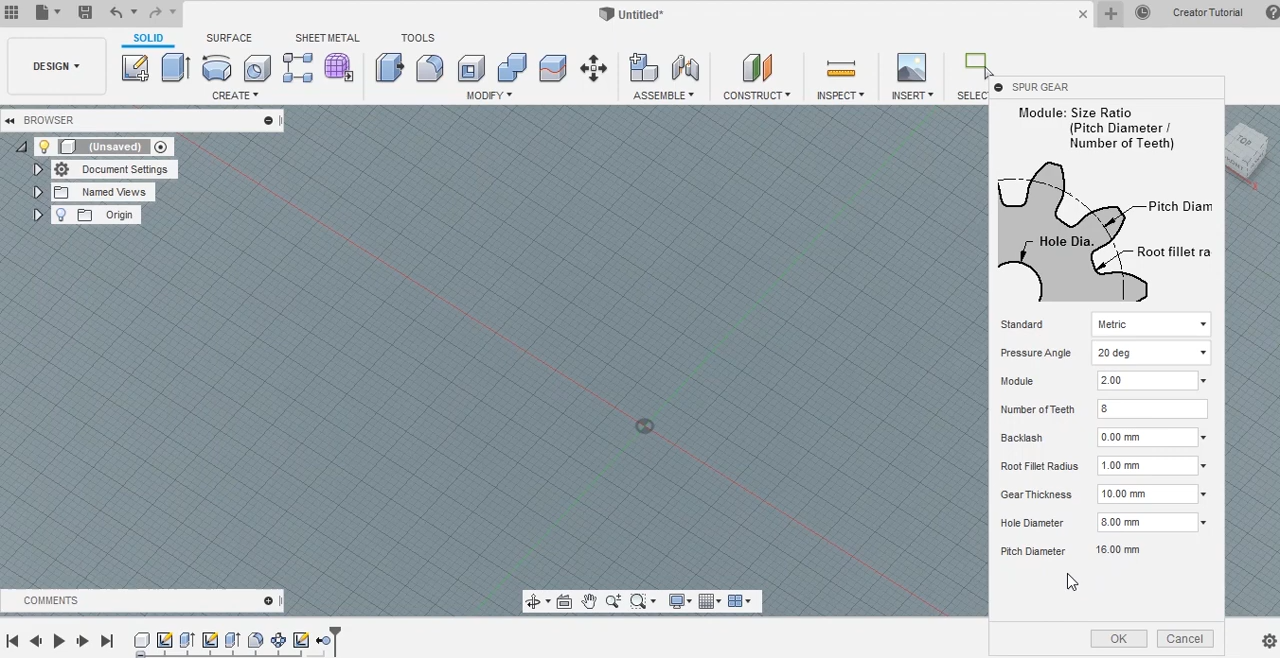 Untitled*
Creator Tutorial
SOLID
SURFACE
SHEET METAL
TOOLS
DESIGN
CREATE
MODIFY
ASSEMBLE
CONSTRUCT
INSPECT
INSERT
SELEC
BROWSER
(Unsaved)
Document Settings
Named Views
Origin
TOP
SPUR GEAR
Module: Size Ratio
(Pitch Diameter /
Number of Teeth)
Pitch Diam
Hole Dia.
Root fillet ra
Standard
Metric
Pressure Angle
20 deg
Module
2.00
Number of Teeth
8
Backlash
0.00 mm
Root Fillet Radius
1.00 mm
Gear Thickness
10.00 mm
Hole Diameter
8.00 mm
Pitch Diameter
16.00 mm
OK
Cancel
COMMENTS